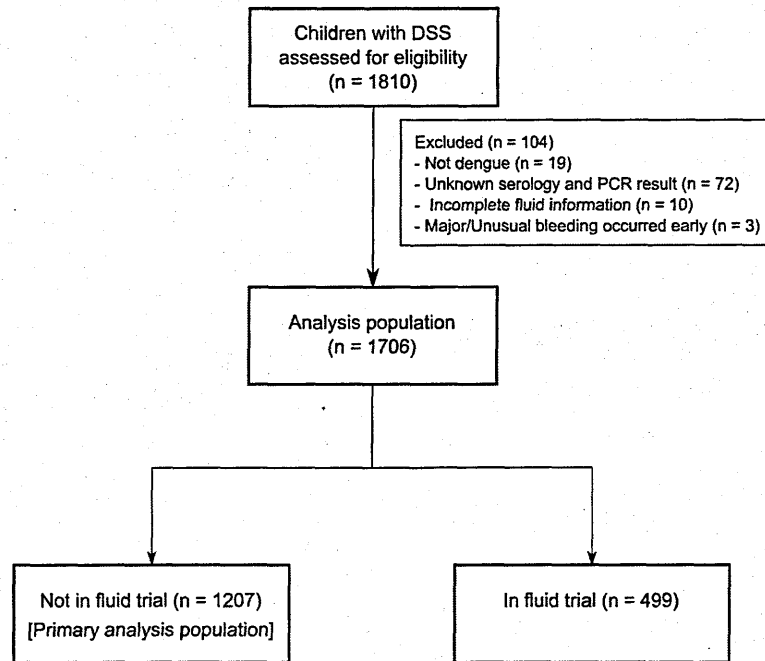 Children with DSS
assessed for eligibility
(n = 1810)
Excluded (n = 104)
- Not dengue (n = 19)
- Unknown serology and PCR result (n = 72)
- Incomplete fluid information (n = 10)
- Major/Unusual bleeding occurred early (n = 3)
Analysis population
(n = 1706)
Not in fluid trial (n = 1207)
[Primary analysis population]
In fluid trial (n = 499)